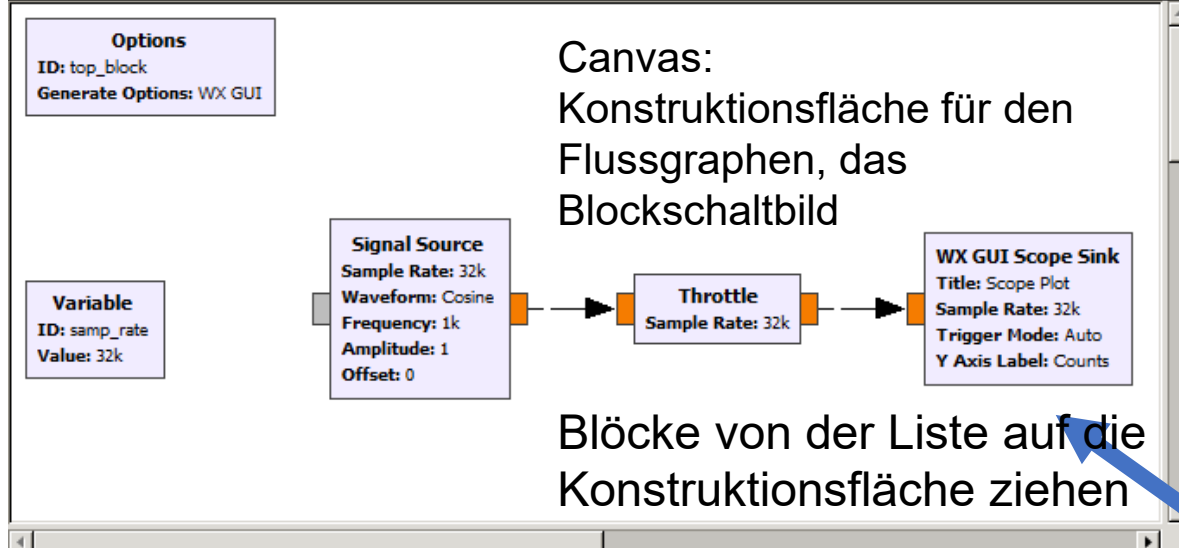 Options
ID: top_block
Generate Options: WX GUI
Canvas:
Konstruktionsfläche für den
Flussgraphen, das
Blockschaltbild
Variable
ID: samp_rate
Value: 32k
Signal Source
Sample Rate: 32k
Waveform: Cosine
Frequency: 1k
Amplitude: 1
Offset: 0
Throttle
Sample Rate: 32k
WX GUI Scope Sink
Title: Scope Plot
Sample Rate: 32k
Trigger Mode: Auto
Y Axis Label: Counts
Blöcke von der Liste auf die
Konstruktionsfläche ziehen